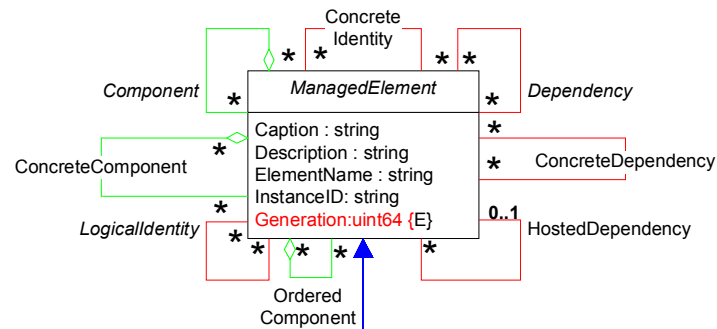 Concrete
Identity
* * * * *
Component
ManagedElement
Dependency
* *
Caption : string
*
Description : string
*
ConcreteComponent
ElementName : string
*
ConcreteDependency
InstanceID: string
*
LogicalIdentity
Generation:uint64 {E}
0..1
HostedDependency
* * * * *
Ordered
Component